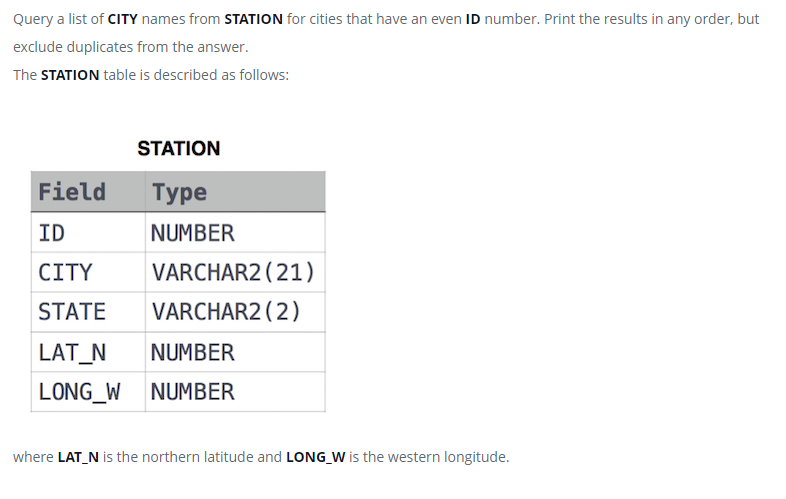 Query a list of CITY names from STATION for cities that have an even ID number. Print the results in any order, but
exclude duplicates from the answer.
The STATION table is described as follows:
STATION
Field Type
ID NUMBER
CITY VARCHAR2(21)
STATE VARCHAR2(2)
LAT_N NUMBER
LONG_W NUMBER
where LAT_N is the northern latitude and LONG_W is the western longitude.